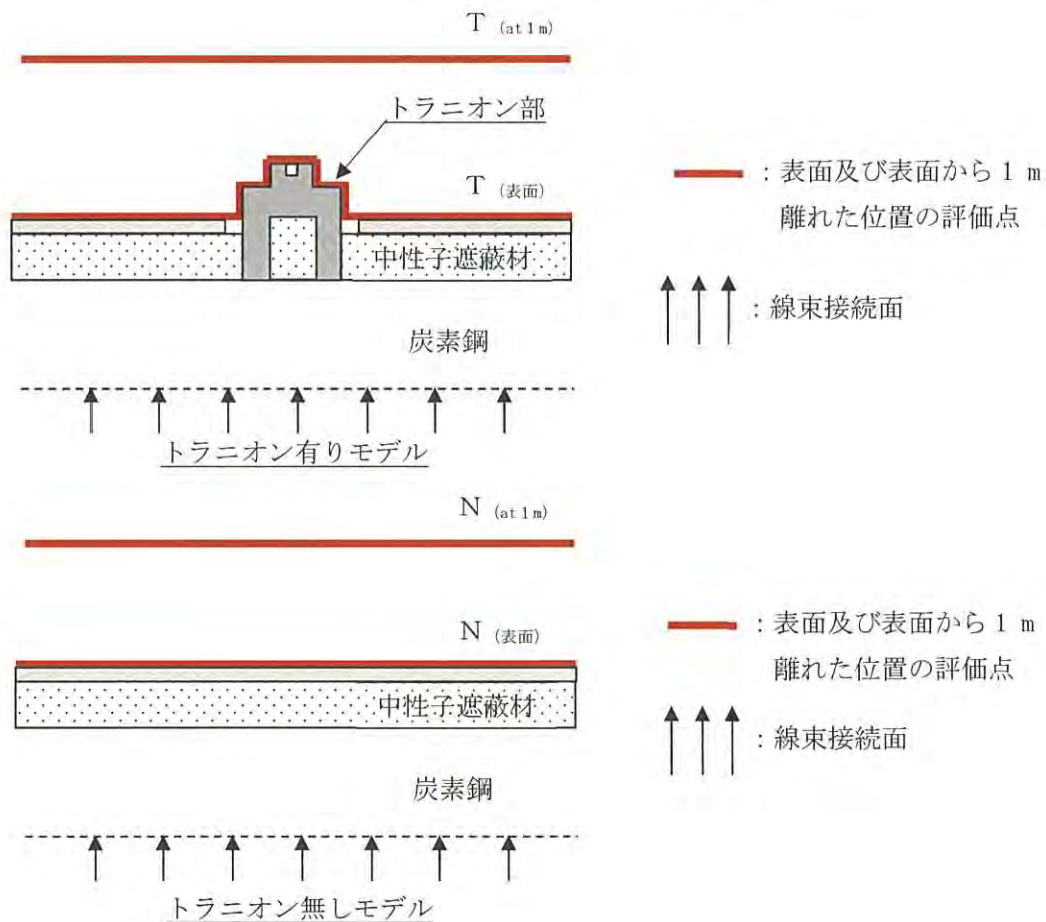 T (at 1 m)
トラニオン部
T (表面)
中性子遮蔽材
炭素鋼
トラニオン有りモデル
：表面及び表面から 1 m
離れた位置の評価点
：線束接続面
N (at 1 m)
N (表面)
中性子遮蔽材
炭素鋼
トラニオン無しモデル
：表面及び表面から 1 m
離れた位置の評価点
：線束接続面